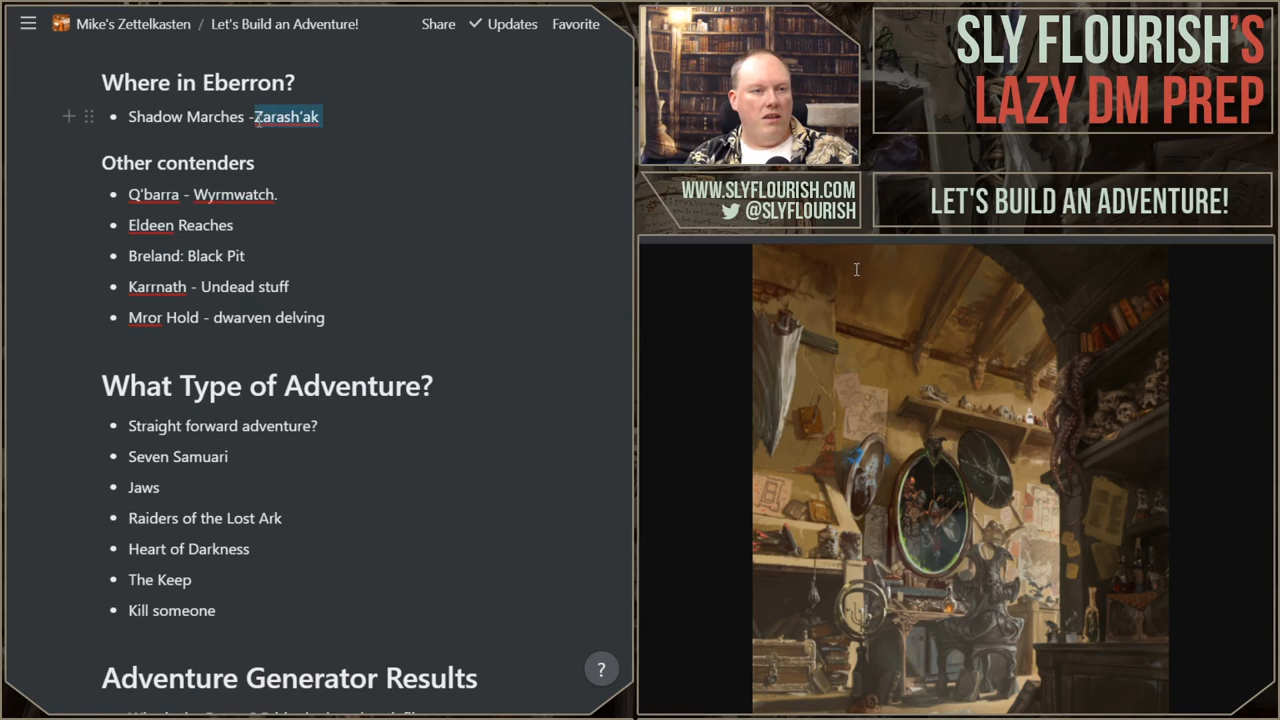 Mike's Zettelkasten / Let's Build an Adventure!
Share Updates Favorite
Where in Eberron?
Shadow Marches -Zarash'ak
Other contenders
Q'barra - Wyrmwatch.
Eldeen Reaches
Breland: Black Pit
Karrnath - Undead stuff
Mror Hold - dwarven delving
What Type of Adventure?
Straight forward adventure?
Seven Samuari
Jaws
Raiders of the Lost Ark
Heart of Darkness
The Keep
Kill someone
Adventure Generator Results
?
SLY FLOURISH'S
LAZY DM PREP
WWW.SLYFLOURISH.COM
@SLYFLOURISH
LET'S BUILD AN ADVENTURE!